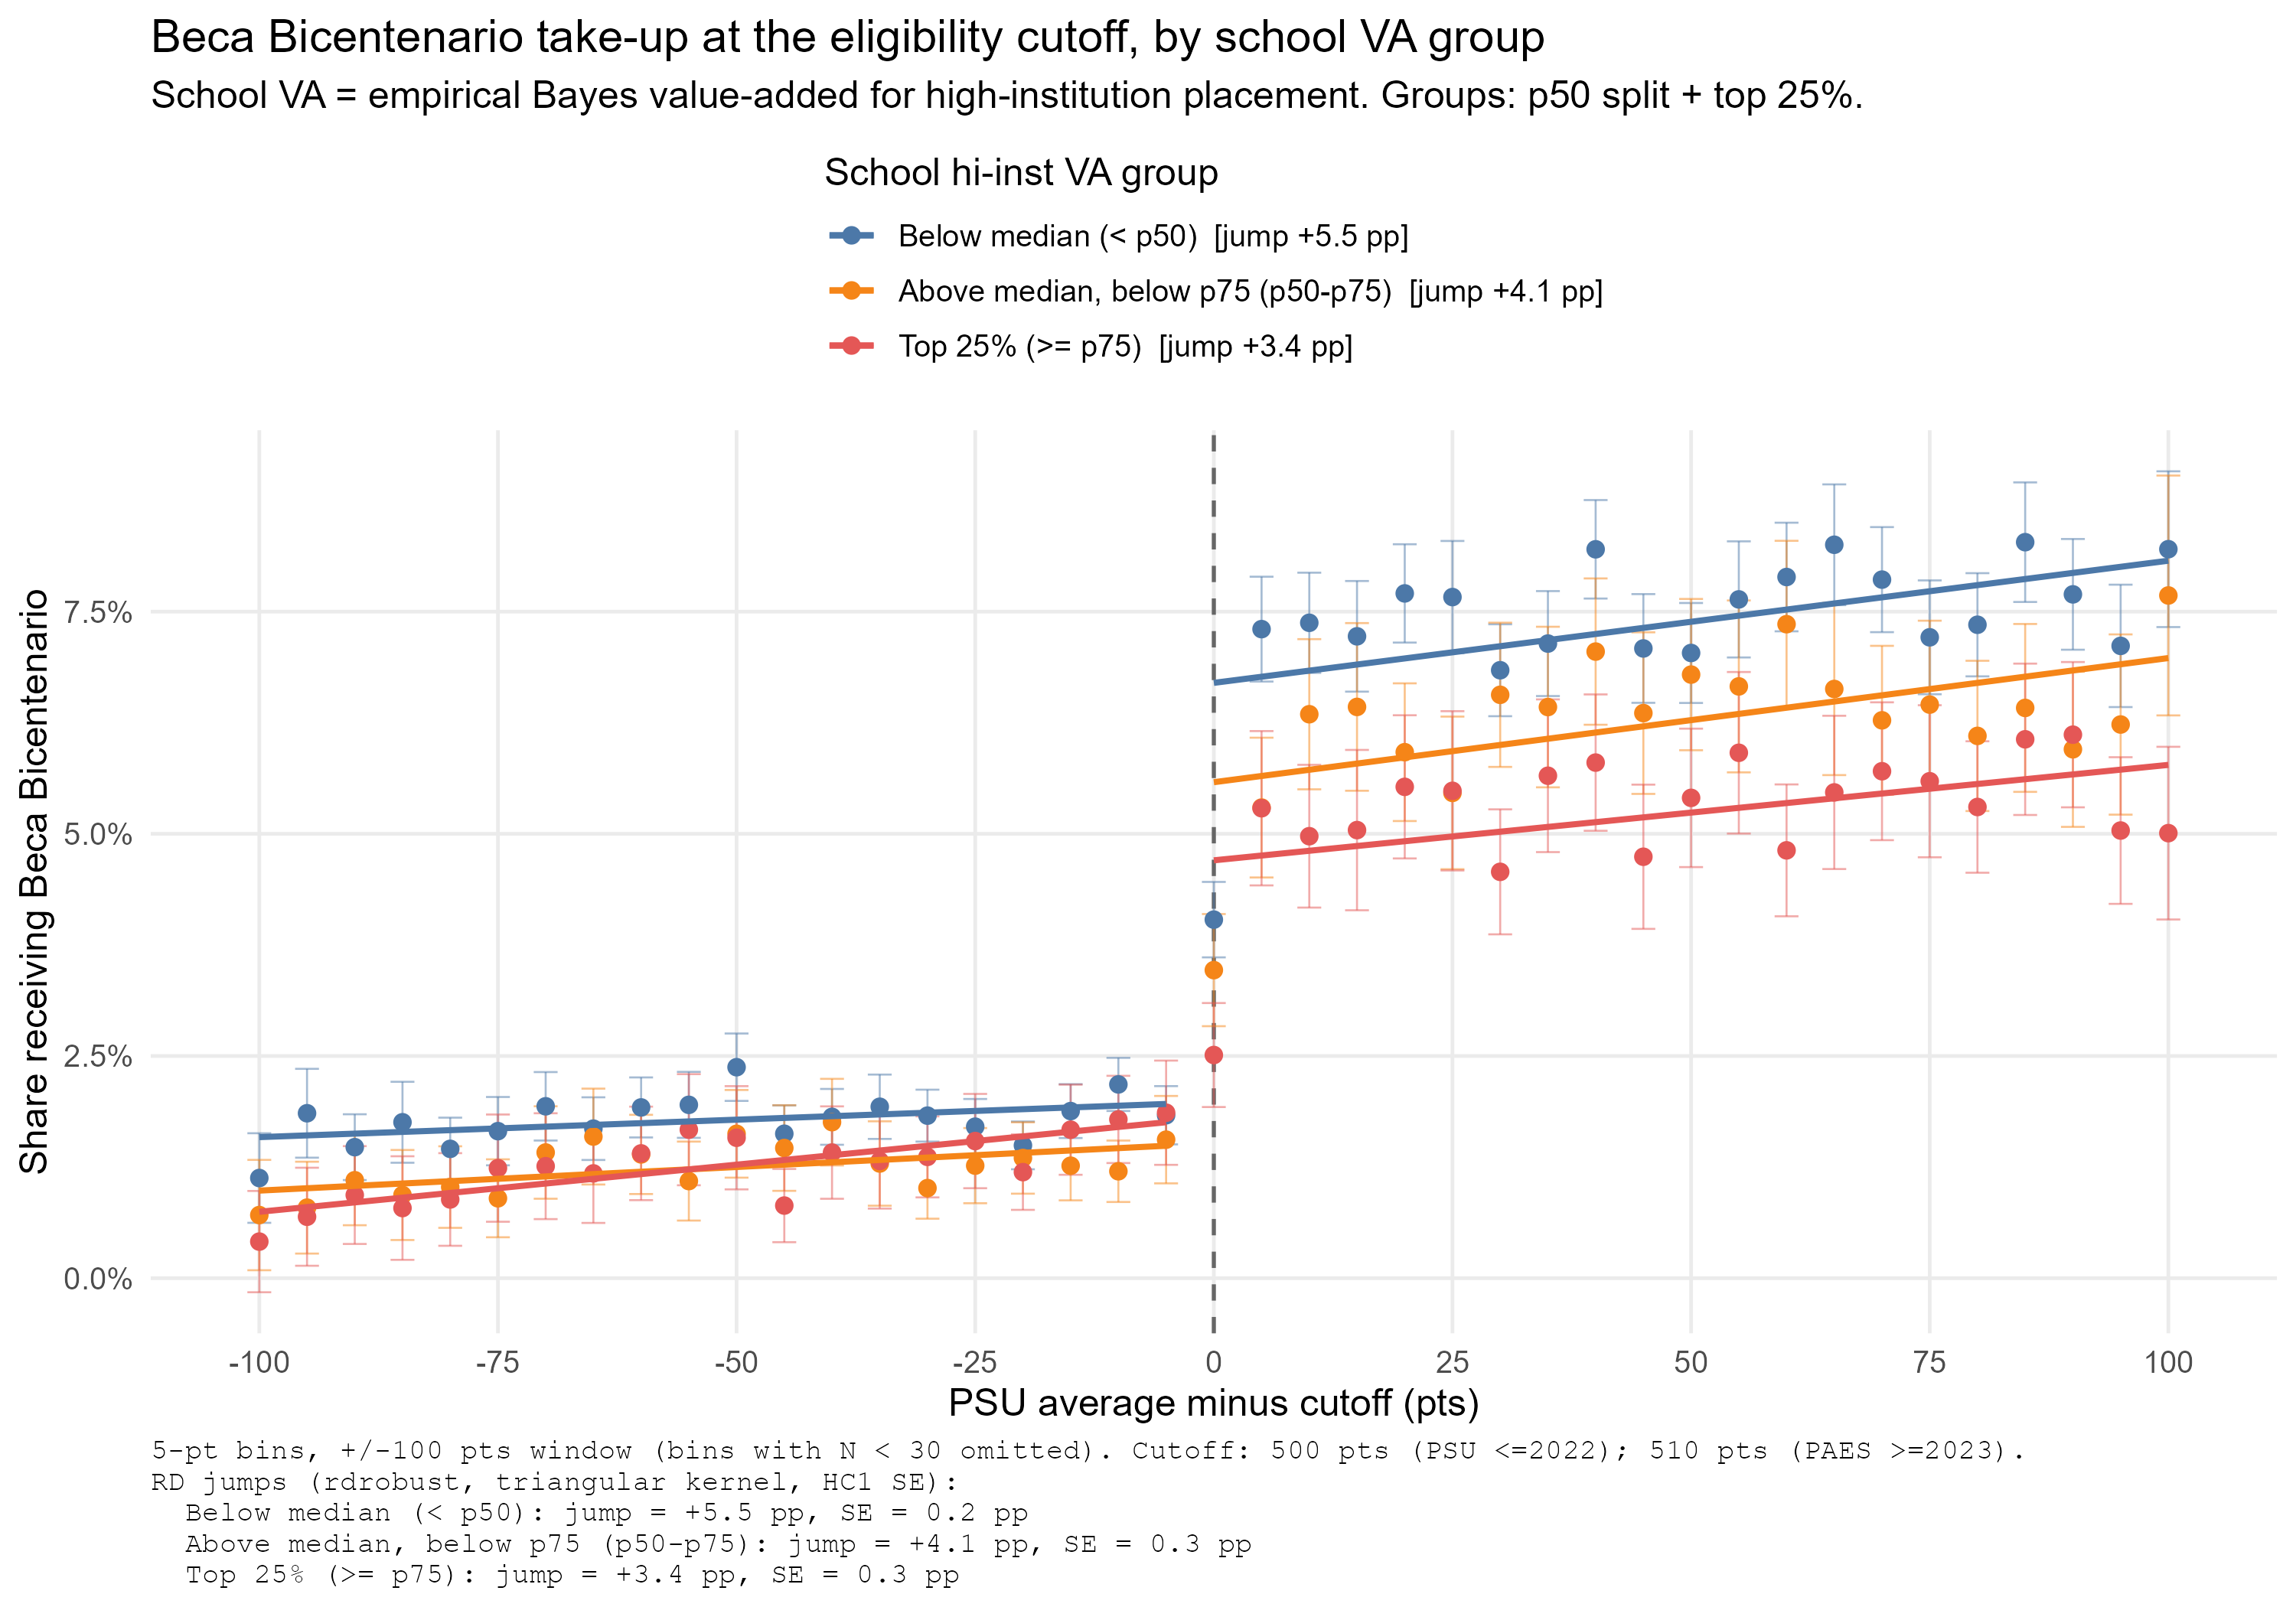 Beca Bicentenario take-up at the eligibility cutoff, by school VA group
School VA = empirical Bayes value-added for high-institution placement. Groups: p50 split + top 25%.
School hi-inst VA group
Below median (< p50)  [jump +5.5 pp]
Above median, below p75 (p50-p75)  [jump +4.1 pp]
Top 25% (>= p75)  [jump +3.4 pp]
Share receiving Beca Bicentenario
7.5%
5.0%
2.5%
0.0%
-100 -75 -50 -25 0 25 50 75 100
PSU average minus cutoff (pts)
5-pt bins, +/-100 pts window (bins with N < 30 omitted). Cutoff: 500 pts (PSU <=2022); 510 pts (PAES >=2023).
RD jumps (rdrobust, triangular kernel, HC1 SE):
Below median (< p50): jump = +5.5 pp, SE = 0.2 pp
Above median, below p75 (p50-p75): jump = +4.1 pp, SE = 0.3 pp
Top 25% (>= p75): jump = +3.4 pp, SE = 0.3 pp